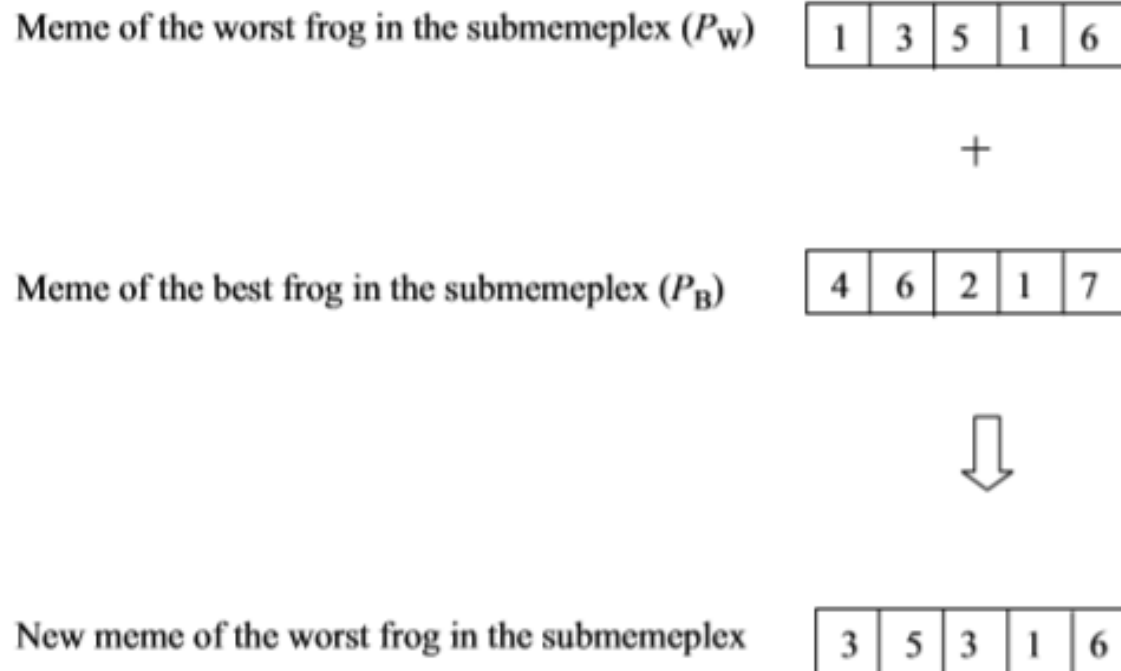 Meme of the worst frog in the submemeplex (PW) 1 3 5 1 6
+
Meme of the best frog in the submemeplex (PB) 4 6 2 1 7
New meme of the worst frog in the submemeplex 3 5 3 1 6